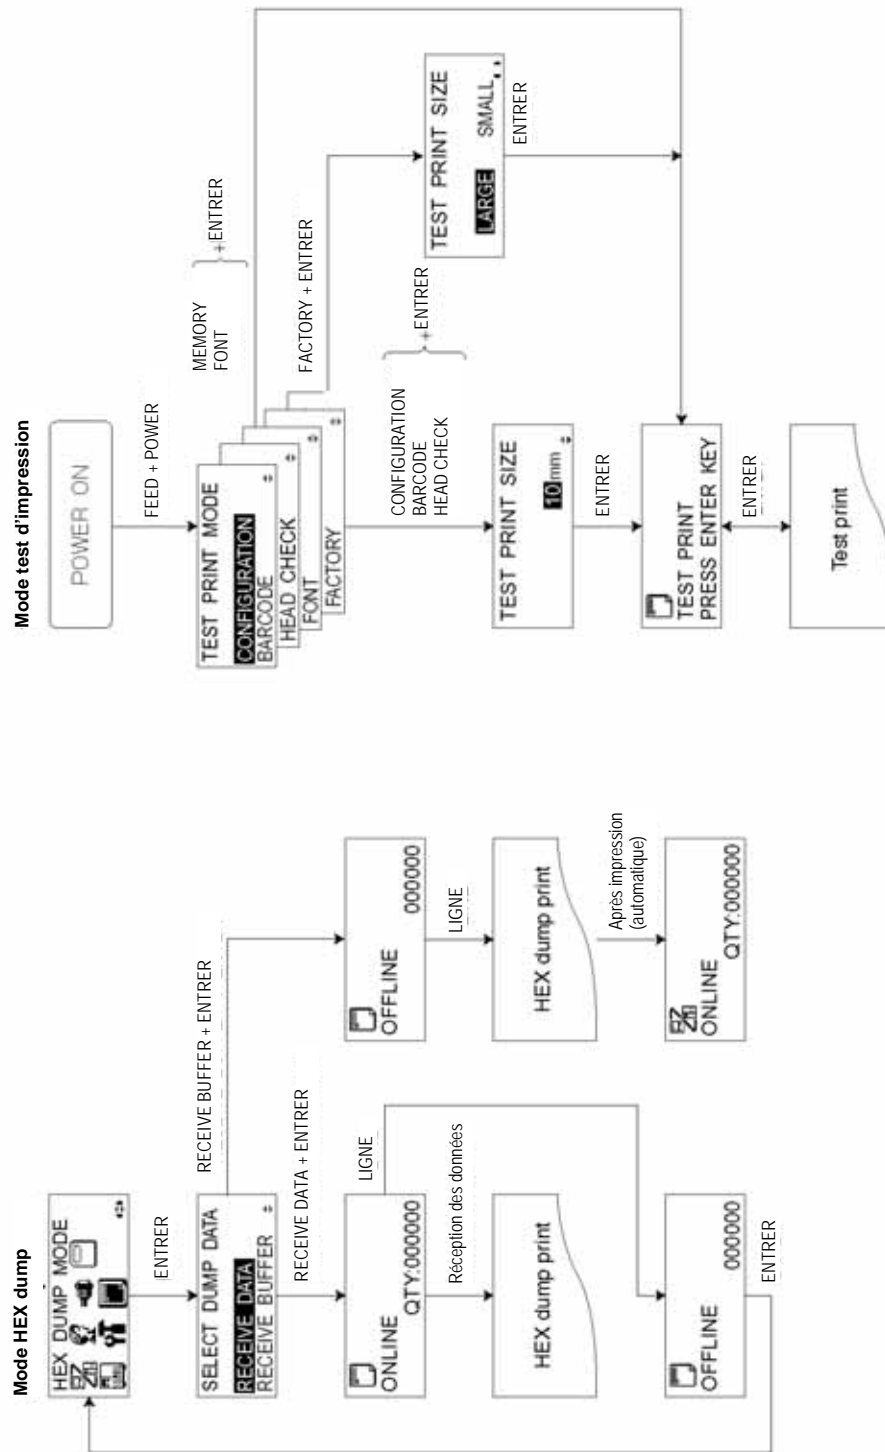 Mode HEX dump
HEX DUMP MODE
ENTRER
SELECT DUMP DATA
RECEIVE DATA
RECEIVE BUFFER
RECEIVE BUFFER + ENTRER
RECEIVE DATA + ENTRER
ONLINE
QTY:000000
LIGNE
Réception des données
HEX dump print
OFFLINE
000000
ENTRER
OFFLINE
000000
LIGNE
HEX dump print
Après impression
(automatique)
ONLINE
QTY:000000
Mode test d'impression
POWER ON
FEED + POWER
TEST PRINT MODE
CONFIGURATION
BARCODE
HEAD CHECK
FONT
FACTORY
MEMORY
FONT
+ENTRER
FACTORY + ENTRER
CONFIGURATION
BARCODE
HEAD CHECK
+ENTRER
TEST PRINT SIZE
LARGE SMALL
ENTRER
TEST PRINT SIZE
10mm
ENTRER
TEST PRINT
PRESS ENTER KEY
ENTRER
Test print